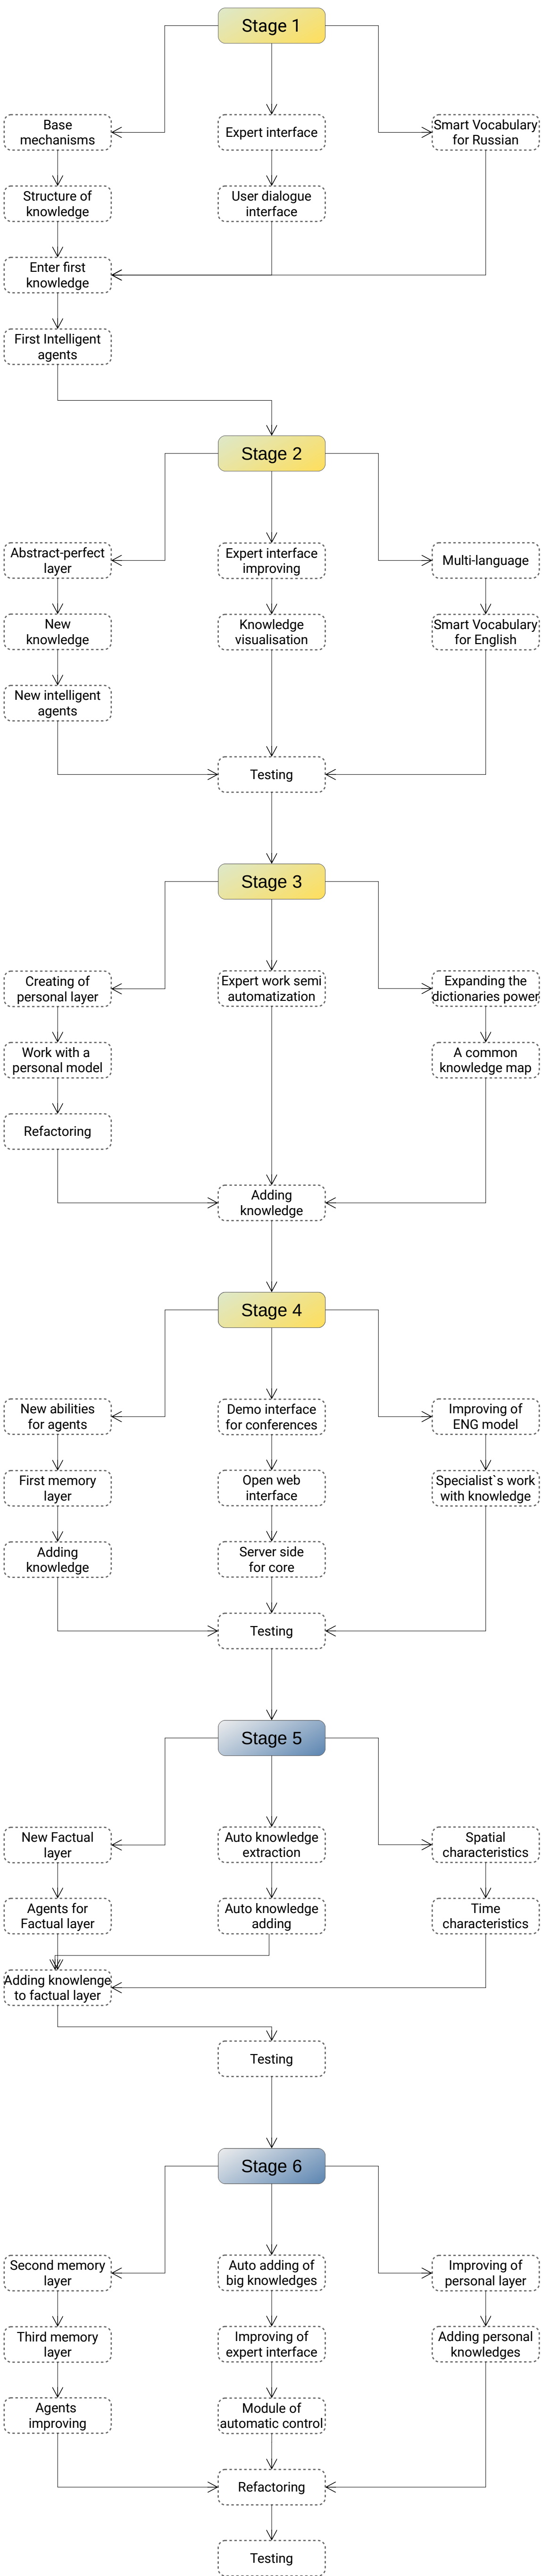 Stage 1
Base
mechanisms
Expert interface
Smart Vocabulary
for Russian
Structure of
knowledge
User dialogue
interface
Enter first
knowledge
First Intelligent
agents
Stage 2
Abstract-perfect
layer
Expert interface
improving
Multi-language
New
knowledge
Knowledge
visualisation
Smart Vocabulary
for English
New intelligent
agents
Testing
Stage 3
Creating of
personal layer
Expert work semi
automatization
Expanding the
dictionaries power
Work with a
personal model
A common
knowledge map
Refactoring
Adding
knowledge
Stage 4
New abilities
for agents
Demo interface
for conferences
Improving of
ENG model
First memory
layer
Open web
interface
Specialist`s work
with knowledge
Adding
knowledge
Server side
for core
Testing
Stage 5
New Factual
layer
Auto knowledge
extraction
Spatial
characteristics
Agents for
Factual layer
Auto knowledge
adding
Time
characteristics
Adding knowlenge
to factual layer
Testing
Stage 6
Second memory
layer
Auto adding of
big knowledges
Improving of
personal layer
Third memory
layer
Improving of
expert interface
Adding personal
knowledges
Agents
improving
Module of
automatic control
Refactoring
Testing